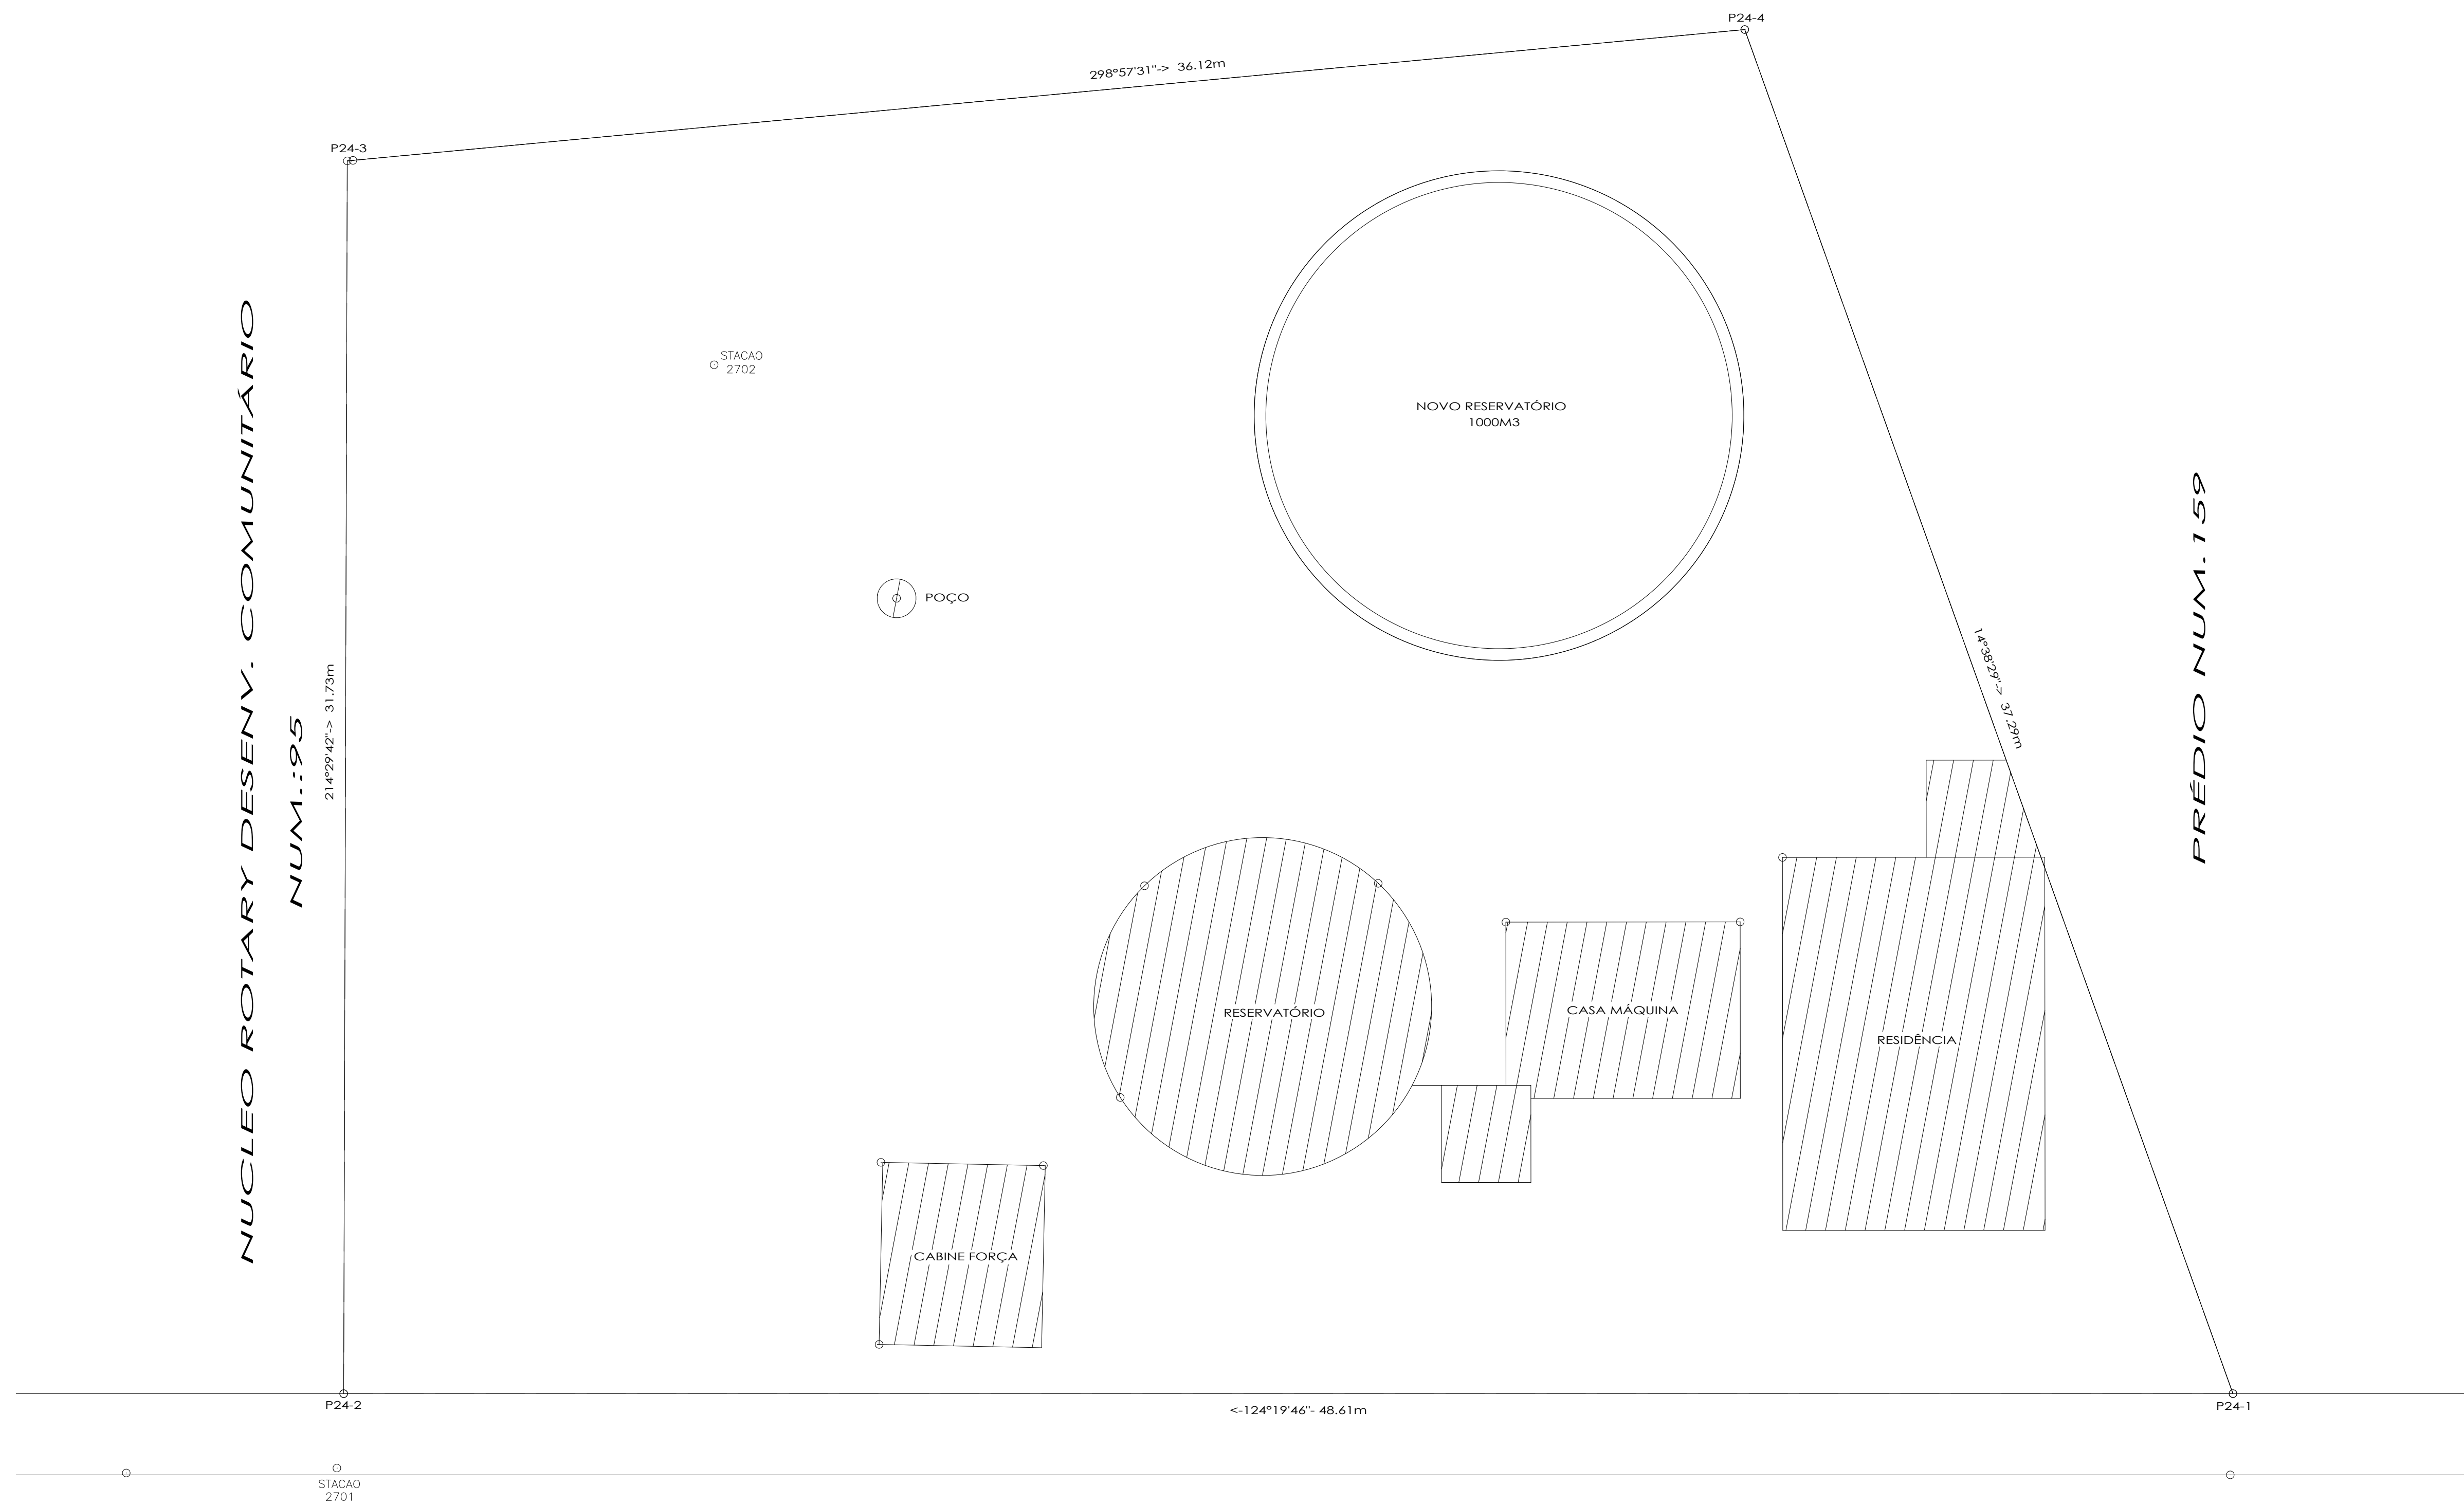 P24-4
298°57'31"-> 36.12m
P24-3
STACAO
2702
NOVO RESERVATÓRIO
1000M3
NUCLEO ROTARY DESENV. COMUNITÁRIO
NUM.:95
214°29'42"-> 31.73m
POÇO
14°38'29"-> 37.29m
PRÉDIO NUM.159
RESERVATÓRIO
CASA MÁQUINA
RESIDÊNCIA
CABINE FORÇA
P24-2
<-124°19'46"- 48.61m
P24-1
STACAO
2701